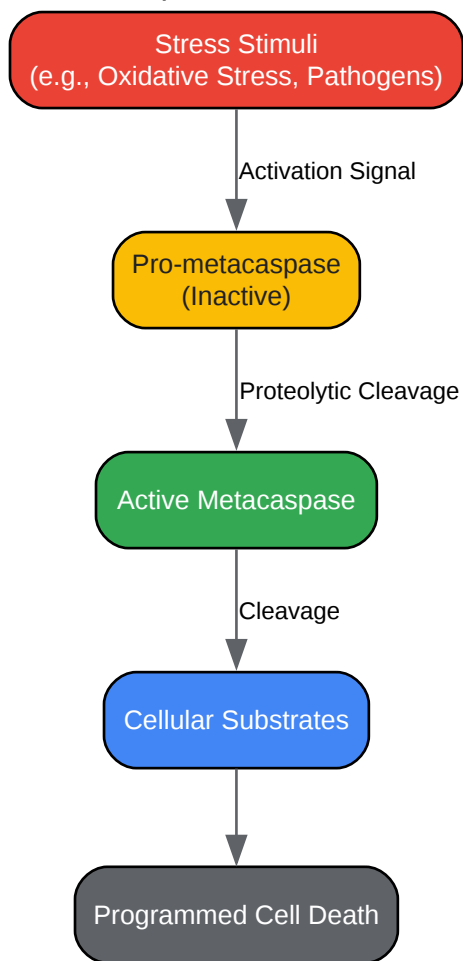 Stress Stimuli
(e.g., Oxidative Stress, Pathogens)
Activation Signal
Pro-metacaspase
(Inactive)
Proteolytic Cleavage
Active Metacaspase
Cleavage
Cellular Substrates
Programmed Cell Death